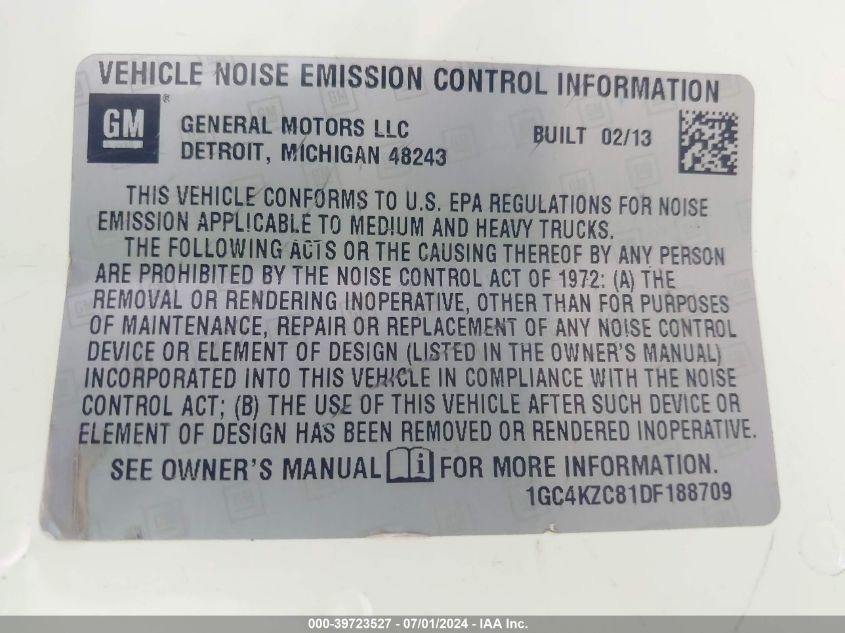 VEHICLE NOISE EMISSION CONTROL INFORMATION
GM ®
GENERAL MOTORS LLC
DETROIT, MICHIGAN 48243
BUILT 02/13
THIS VEHICLE CONFORMS TO U.S. EPA REGULATIONS FOR NOISE
EMISSION APPLICABLE TO MEDIUM AND HEAVY TRUCKS.
THE FOLLOWING ACTS OR THE CAUSING THEREOF BY ANY PERSON
ARE PROHIBITED BY THE NOISE CONTROL ACT OF 1972: (A) THE
REMOVAL OR RENDERING INOPERATIVE, OTHER THAN FOR PURPOSES
OF MAINTENANCE, REPAIR OR REPLACEMENT OF ANY NOISE CONTROL
DEVICE OR ELEMENT OF DESIGN (LISTED IN THE OWNER'S MANUAL)
INCORPORATED INTO THIS VEHICLE IN COMPLIANCE WITH THE NOISE
CONTROL ACT; (B) THE USE OF THIS VEHICLE AFTER SUCH DEVICE OR
ELEMENT OF DESIGN HAS BEEN REMOVED OR RENDERED INOPERATIVE.
SEE OWNER'S MANUAL i FOR MORE INFORMATION.
1GC4KZC81DF188709
000-39723527 - 07/01/2024 - IAA Inc.